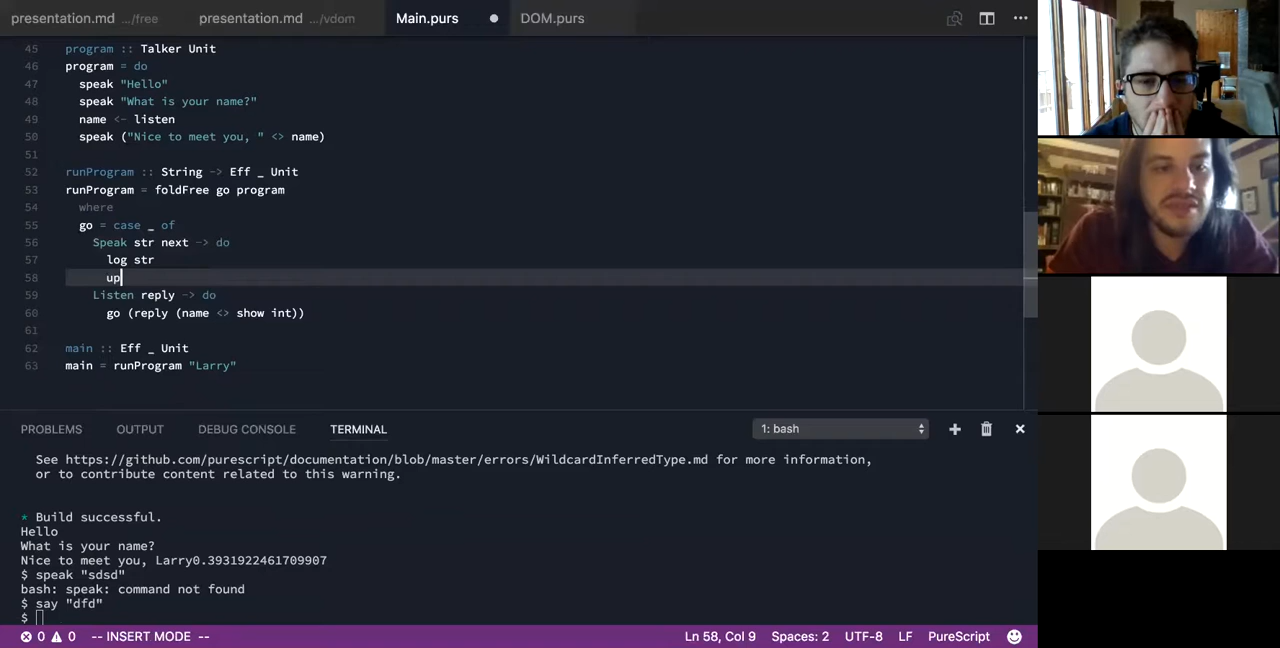 presentation.md .../free presentation.md .../vdom Main.purs DOM.purs
45 program :: Talker Unit
46 program = do
47 speak "Hello"
48 speak "What is your name?"
49 name <- listen
50 speak ("Nice to meet you, " <> name)
51
52 runProgram :: String -> Eff _ Unit
53 runProgram = foldFree go program
54 where
55 go = case _ of
56 Speak str next -> do
57 log str
58 up
59 Listen reply -> do
60 go (reply (name <> show int))
61
62 main :: Eff _ Unit
63 main = runProgram "Larry"
PROBLEMS OUTPUT DEBUG CONSOLE TERMINAL 1: bash
See https://github.com/purescript/documentation/blob/master/errors/WildcardInferredType.md for more information,
or to contribute content related to this warning.
* Build successful.
Hello
What is your name?
Nice to meet you, Larry0.3931922461709907
$ speak "sdsd"
bash: speak: command not found
$ say "dfd"
$
0 0 -- INSERT MODE -- Ln 58, Col 9 Spaces: 2 UTF-8 LF PureScript